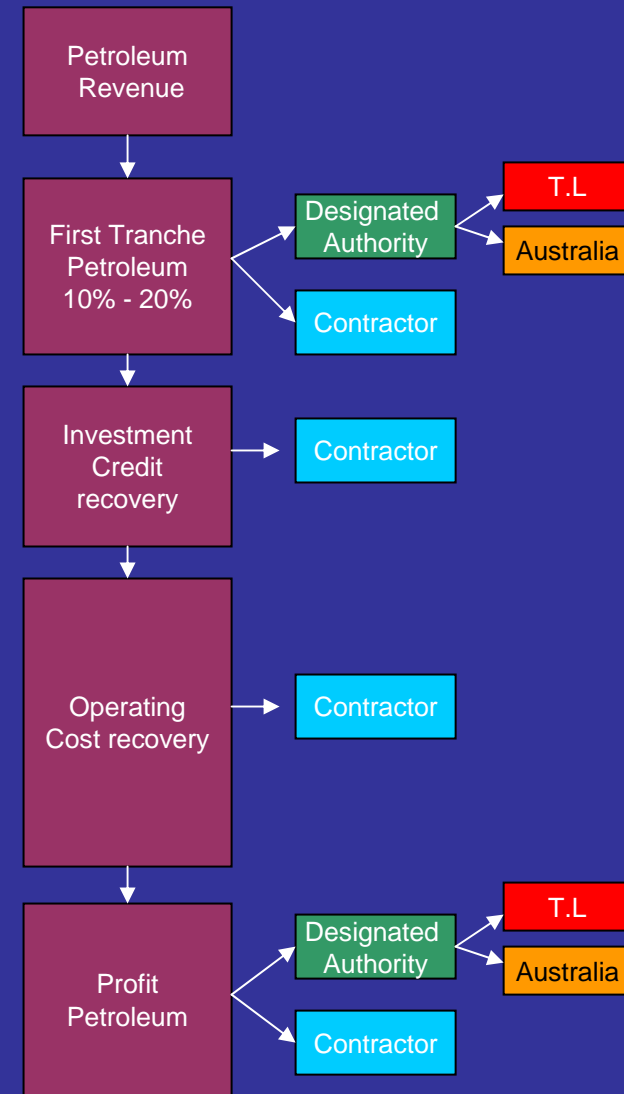 Petroleum
Revenue
First Tranche
Petroleum
10% - 20%
Designated
Authority
T.L
Australia
Contractor
Investment
Credit
recovery
Contractor
Operating
Cost recovery
Contractor
Profit
Petroleum
Designated
Authority
T.L
Australia
Contractor